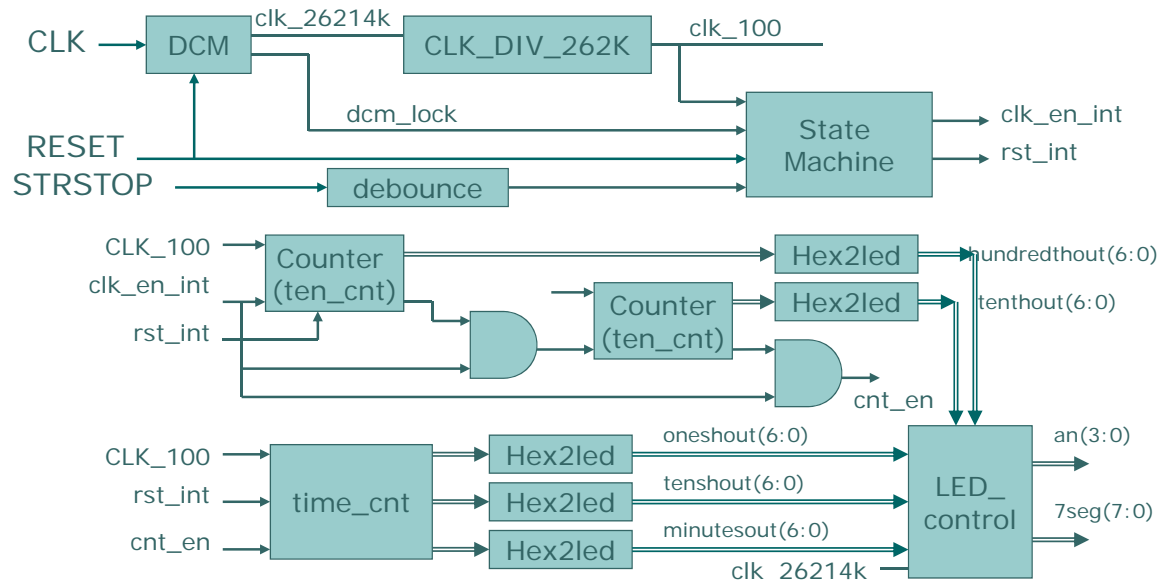 CLK
DCM
clk_26214k
CLK_DIV_262K
clk_100
dcm_lock
RESET
STRSTOP
debounce
State
Machine
clk_en_int
rst_int
CLK_100
clk_en_int
rst_int
Counter
(ten_cnt)
Counter
(ten_cnt)
Hex2led
hundredthout(6:0)
Hex2led
tenthout(6:0)
cnt_en
CLK_100
rst_int
cnt_en
time_cnt
Hex2led
oneshout(6:0)
Hex2led
tenshout(6:0)
Hex2led
minutesout(6:0)
clk_26214k
LED_
control
an(3:0)
7seg(7:0)